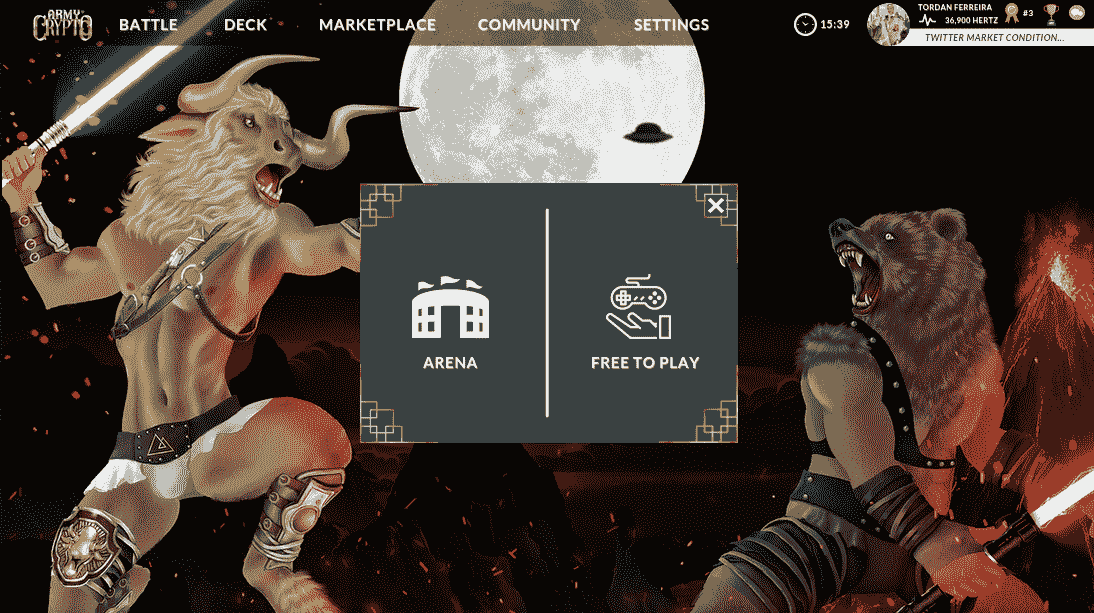 ARMY
CRYPTO
BATTLE
DECK
MARKETPLACE
COMMUNITY
SETTINGS
15:39
TORDAN FERREIRA
36,900 HERTZ
#3
TWITTER MARKET CONDITION...
ARENA
FREE TO PLAY